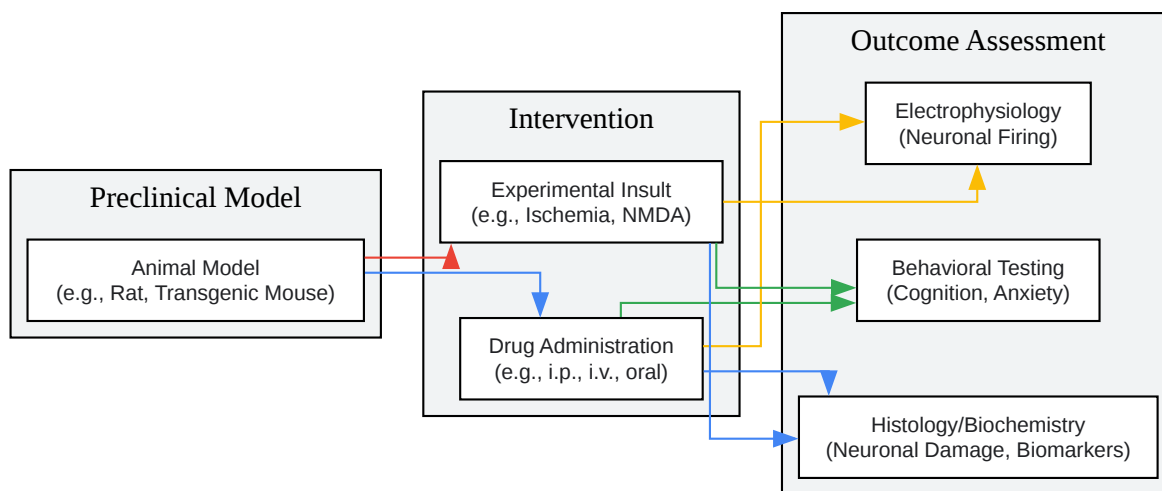 Preclinical Model
Animal Model
(e.g., Rat, Transgenic Mouse)
Intervention
Experimental Insult
(e.g., Ischemia, NMDA)
Drug Administration
(e.g., i.p., i.v., oral)
Outcome Assessment
Electrophysiology
(Neuronal Firing)
Behavioral Testing
(Cognition, Anxiety)
Histology/Biochemistry
(Neuronal Damage, Biomarkers)